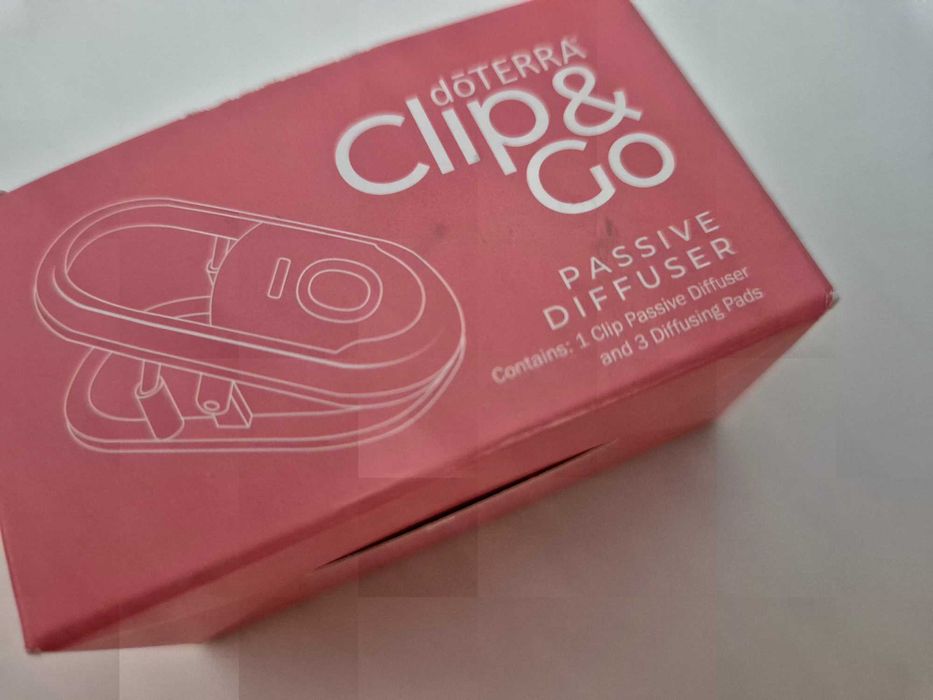 dōTERRA
Clip &
Go
PASSIVE
DIFFUSER
Contains: 1 Clip Passive Diffuser
and 3 Diffusing Pads